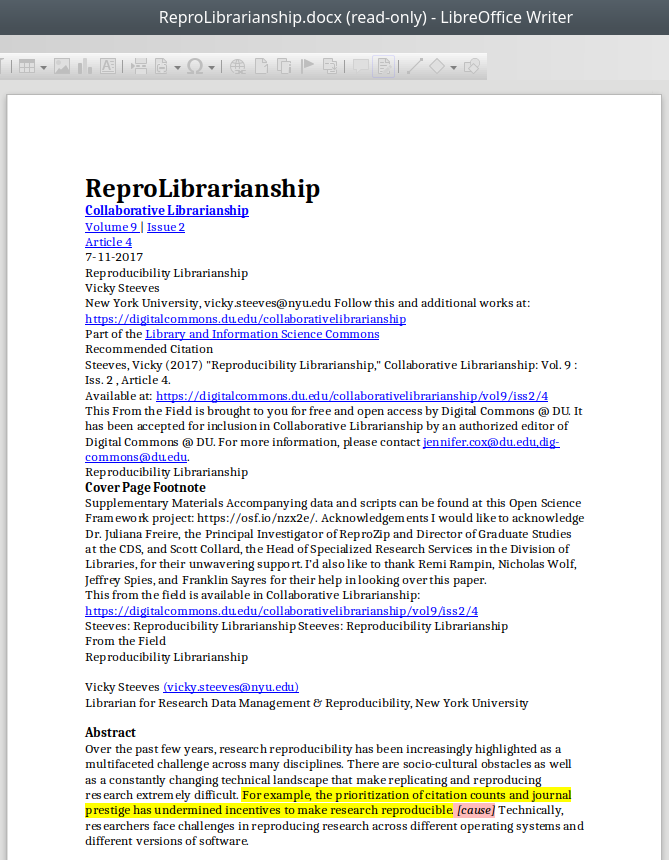 ReproLibrarianship.docx (read-only) - LibreOffice Writer
ReproLibrarianship
Collaborative Librarianship
Volume 9 | Issue 2
Article 4
7-11-2017
Reproducibility Librarianship
Vicky Steeves
New York University, vicky.steeves@nyu.edu Follow this and additional works at:
https://digitalcommons.du.edu/collaborativelibrarianship
Part of the Library and Information Science Commons
Recommended Citation
Steeves, Vicky (2017) "Reproducibility Librarianship," Collaborative Librarianship: Vol. 9 :
Iss. 2 , Article 4.
Available at: https://digitalcommons.du.edu/collaborativelibrarianship/vol9/iss2/4
This From the Field is brought to you for free and open access by Digital Commons @ DU. It
has been accepted for inclusion in Collaborative Librarianship by an authorized editor of
Digital Commons @ DU. For more information, please contact jennifer.cox@du.edu,dig-
commons@du.edu.
Reproducibility Librarianship
Cover Page Footnote
Supplementary Materials Accompanying data and scripts can be found at this Open Science
Framework project: https://osf.io/nzx2e/. Acknowledgements I would like to acknowledge
Dr. Juliana Freire, the Principal Investigator of ReproZip and Director of Graduate Studies
at the CDS, and Scott Collard, the Head of Specialized Research Services in the Division of
Libraries, for their unwavering support. I'd also like to thank Remi Rampin, Nicholas Wolf,
Jeffrey Spies, and Franklin Sayres for their help in looking over this paper.
This from the field is available in Collaborative Librarianship:
https://digitalcommons.du.edu/collaborativelibrarianship/vol9/iss2/4
Steeves: Reproducibility Librarianship Steeves: Reproducibility Librarianship
From the Field
Reproducibility Librarianship
Vicky Steeves (vicky.steeves@nyu.edu)
Librarian for Research Data Management & Reproducibility, New York University
Abstract
Over the past few years, research reproducibility has been increasingly highlighted as a
multifaceted challenge across many disciplines. There are socio-cultural obstacles as well
as a constantly changing technical landscape that make replicating and reproducing
research extremely difficult. For example, the prioritization of citation counts and journal
prestige has undermined incentives to make research reproducible. [cause] Technically,
researchers face challenges in reproducing research across different operating systems and
different versions of software.